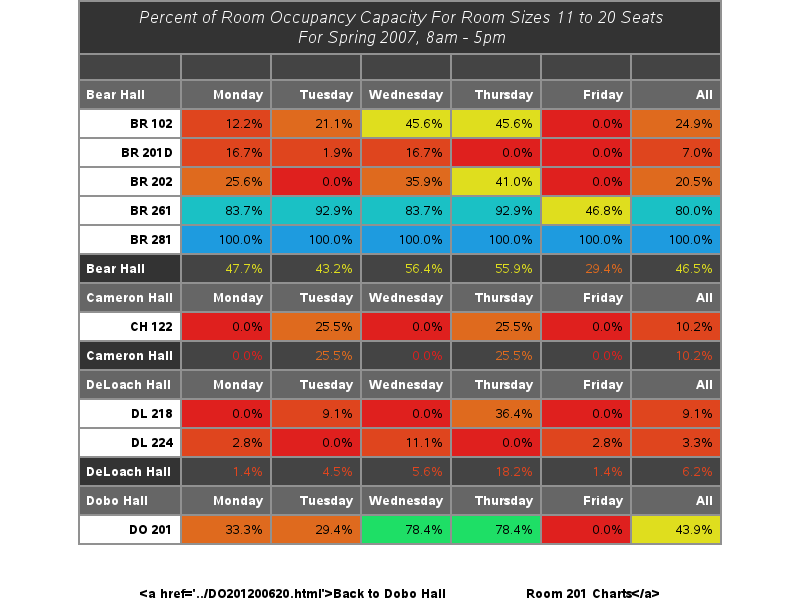 Percent of Room Occupancy Capacity For Room Sizes 11 to 20 Seats
For Spring 2007, 8am - 5pm
Bear Hall Monday Tuesday Wednesday Thursday Friday All
BR 102 12.2% 21.1% 45.6% 45.6% 0.0% 24.9%
BR 201D 16.7% 1.9% 16.7% 0.0% 0.0% 7.0%
BR 202 25.6% 0.0% 35.9% 41.0% 0.0% 20.5%
BR 261 83.7% 92.9% 83.7% 92.9% 46.8% 80.0%
BR 281 100.0% 100.0% 100.0% 100.0% 100.0% 100.0%
Bear Hall 47.7% 43.2% 56.4% 55.9% 29.4% 46.5%
Cameron Hall Monday Tuesday Wednesday Thursday Friday All
CH 122 0.0% 25.5% 0.0% 25.5% 0.0% 10.2%
Cameron Hall 0.0% 25.5% 0.0% 25.5% 0.0% 10.2%
DeLoach Hall Monday Tuesday Wednesday Thursday Friday All
DL 218 0.0% 9.1% 0.0% 36.4% 0.0% 9.1%
DL 224 2.8% 0.0% 11.1% 0.0% 2.8% 3.3%
DeLoach Hall 1.4% 4.5% 5.6% 18.2% 1.4% 6.2%
Dobo Hall Monday Tuesday Wednesday Thursday Friday All
DO 201 33.3% 29.4% 78.4% 78.4% 0.0% 43.9%
<a href='../DO201200620.html'>Back to Dobo Hall Room 201 Charts</a>